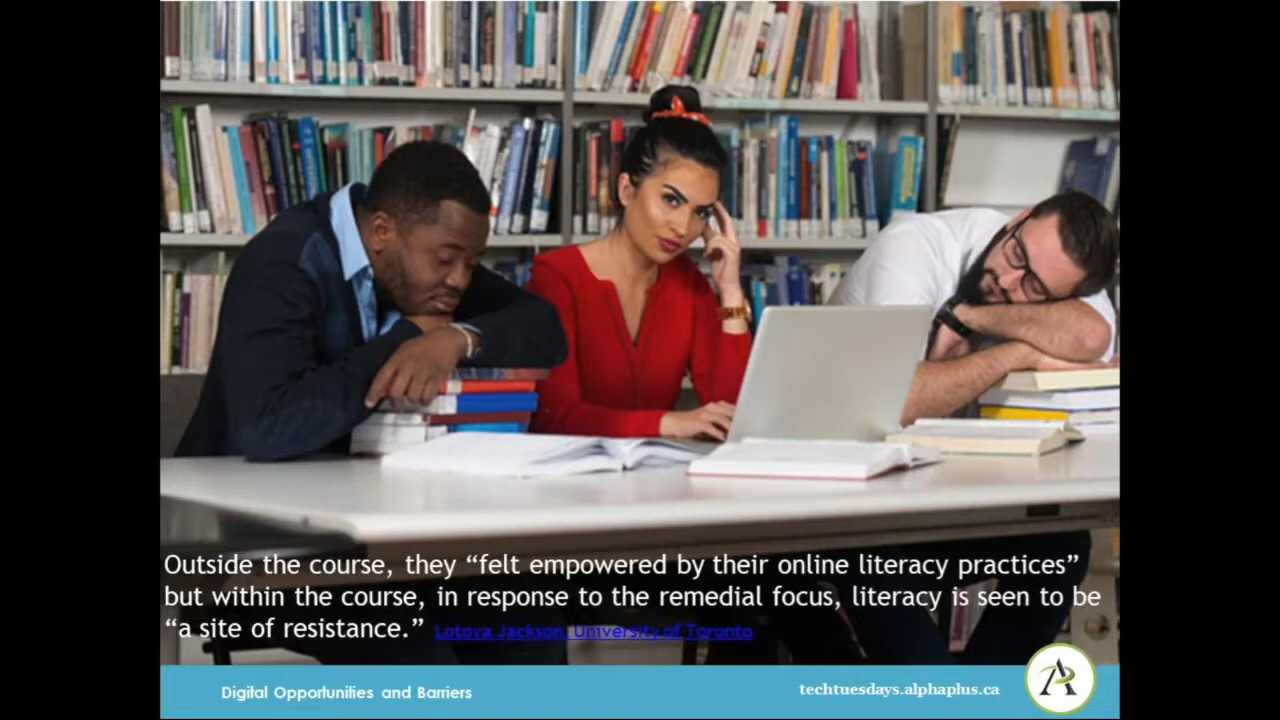 Outside the course, they “felt empowered by their online literacy practices”
but within the course, in response to the remedial focus, literacy is seen to be
“a site of resistance.” Lotoya Jackson, University of Toronto
Digital Opportunities and Barriers
techtuesdays.alphaplus.ca